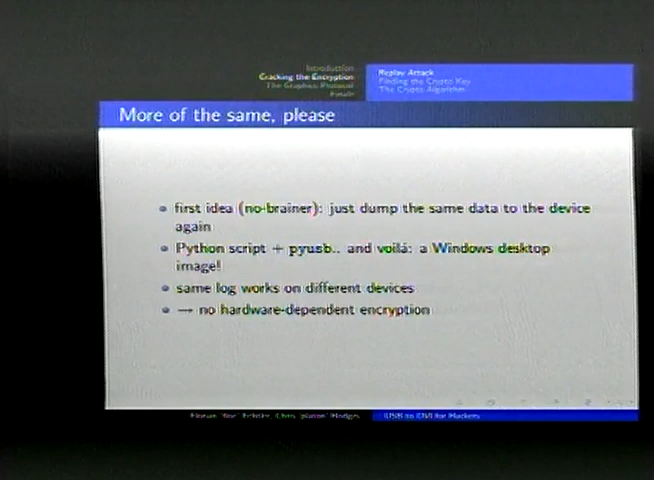 Introduction
Cracking the Encryption
The Graphics Protocol
Finale
Replay Attack
Finding the Crypto Key
The Crypto Algorithm
More of the same, please
first idea (no-brainer): just dump the same data to the device
again
Python script + pyusb.. and voilá: a Windows desktop
image!
same log works on different devices
→ no hardware-dependent encryption
Hodges
USB to DVI for Hackers